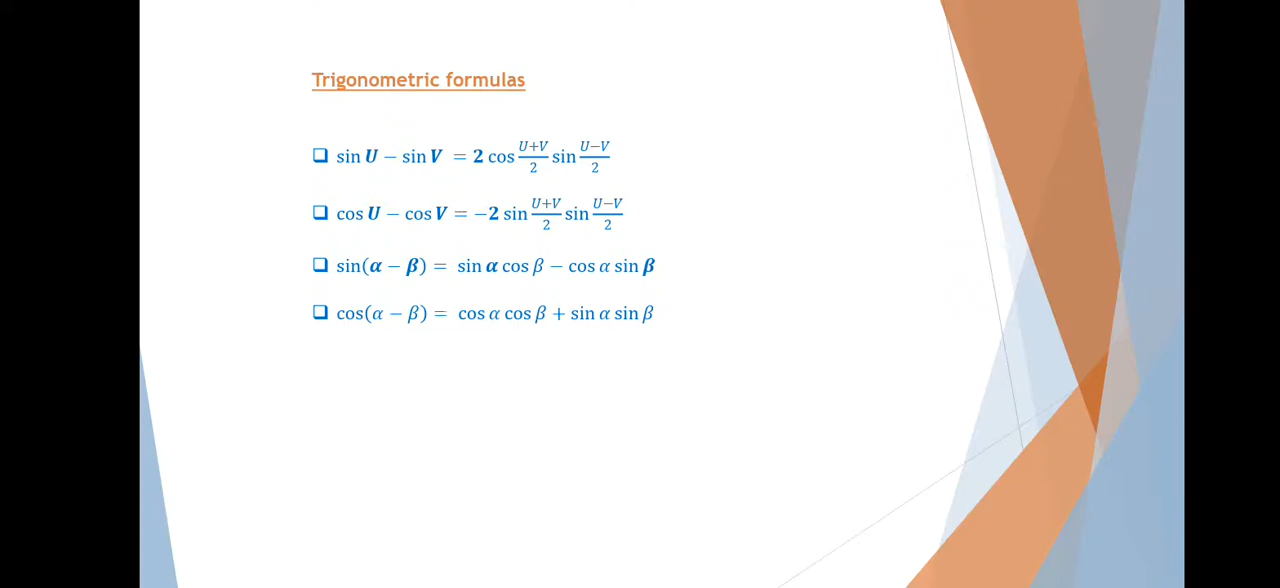 Trigonometric formulas
❑ sin U − sin V = 2 cos (U+V)/2 sin (U−V)/2
❑ cos U − cos V = −2 sin (U+V)/2 sin (U−V)/2
❑ sin(α − β) = sin α cos β − cos α sin β
❑ cos(α − β) = cos α cos β + sin α sin β